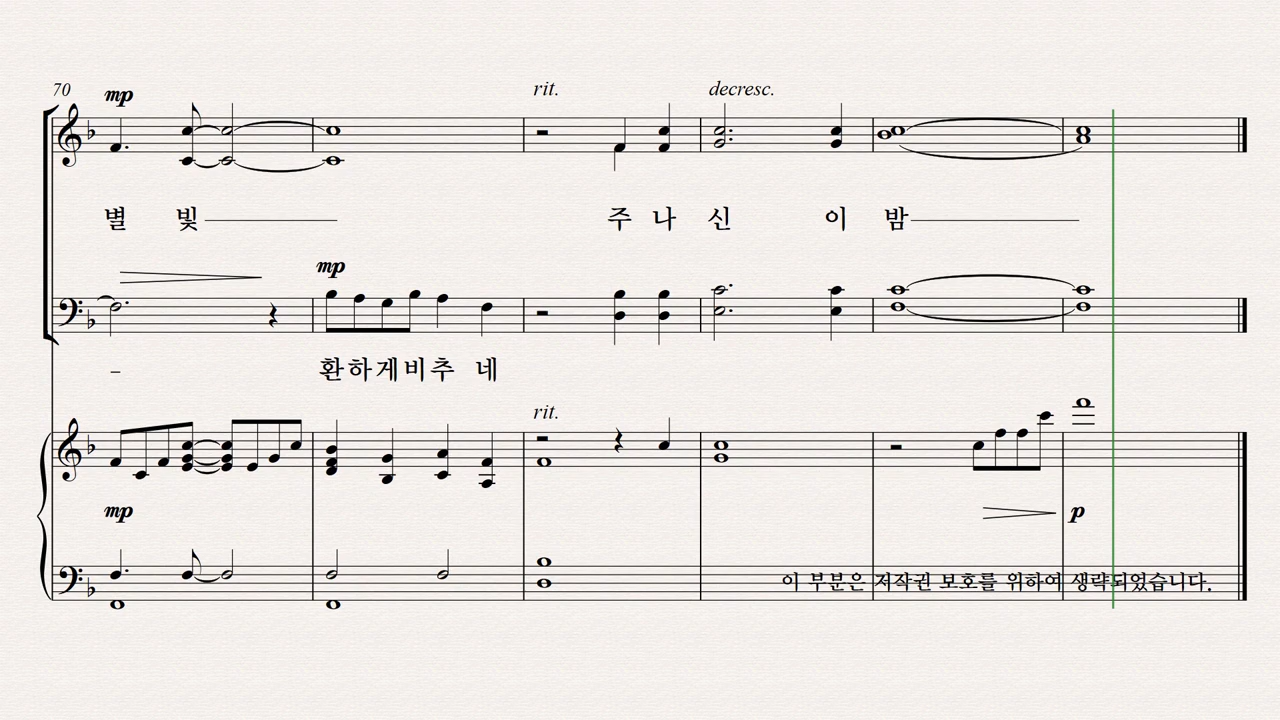 70 mp rit. decresc.
별 빛 주 나 신 이 밤
mp
환하게비추 네
rit.
mp p
이 부분은 저작권 보호를 위하여 생략되었습니다.